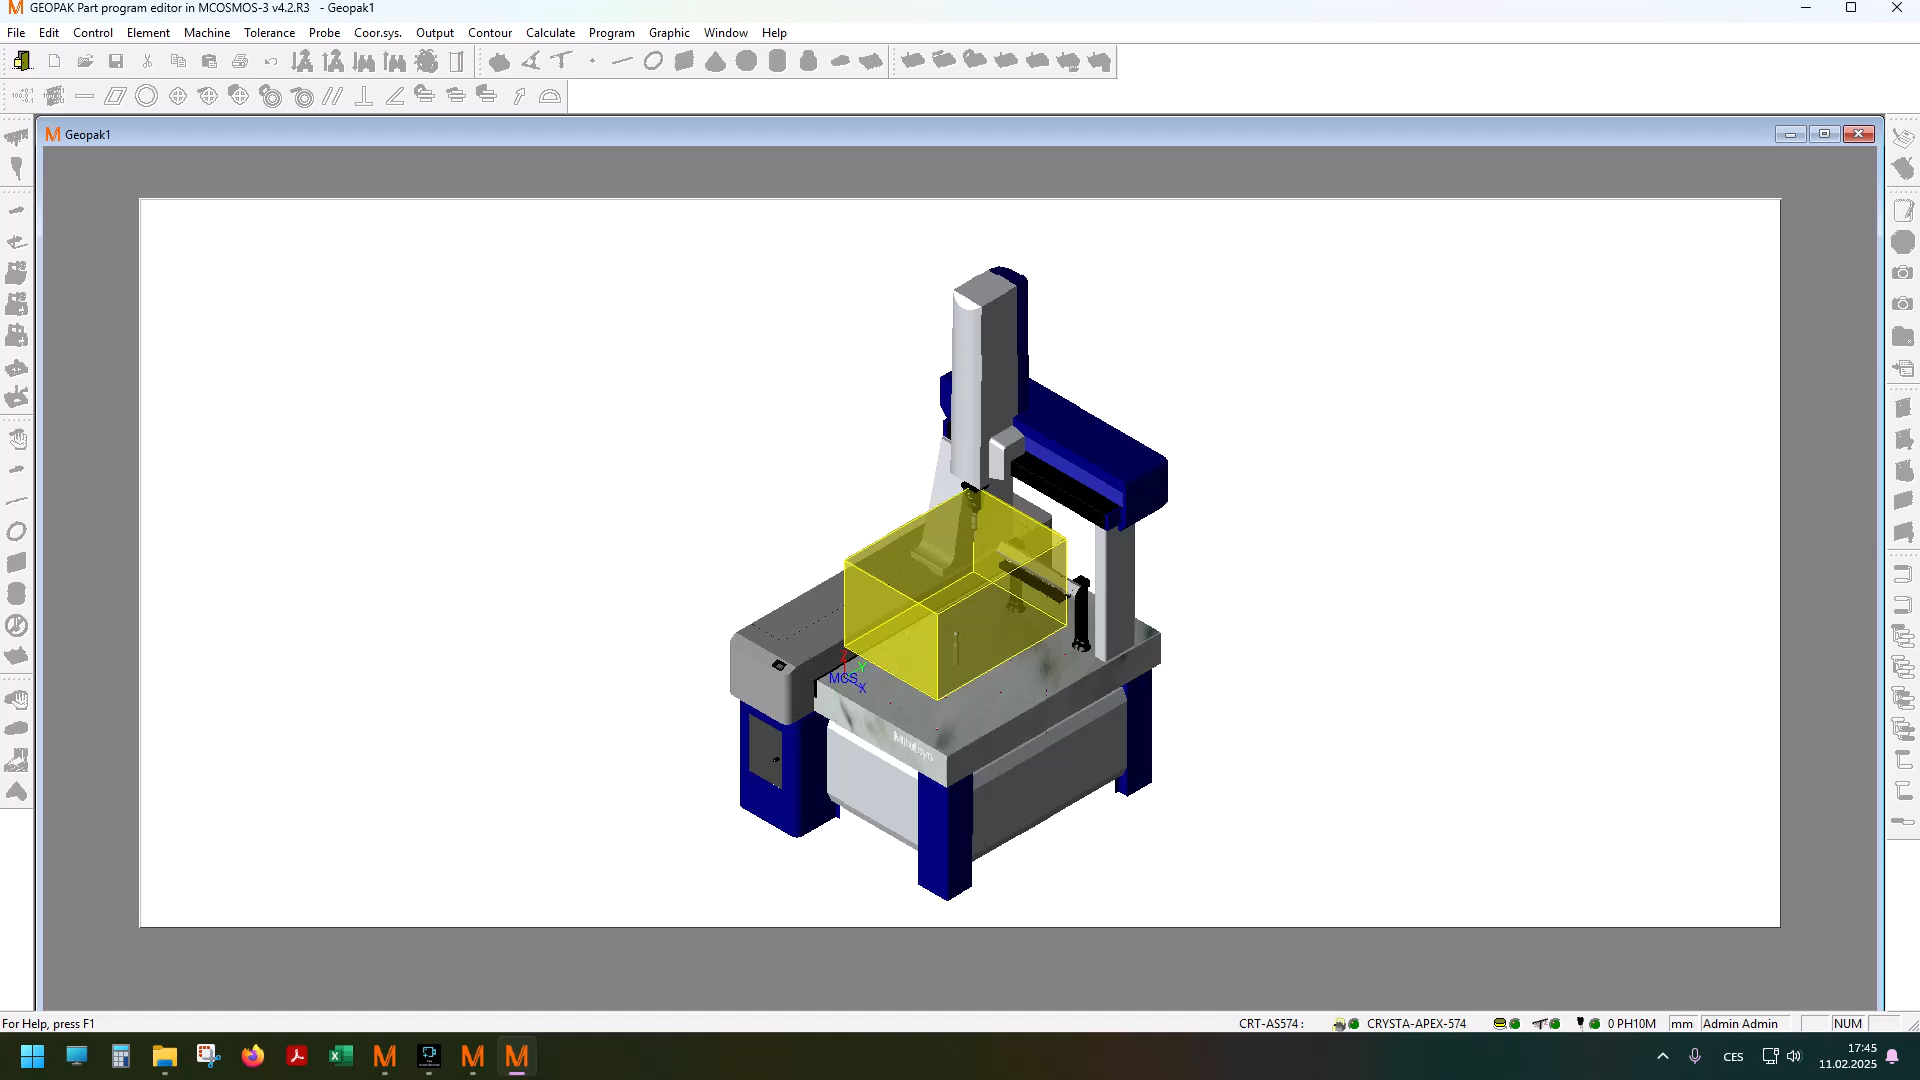 GEOPAK Part program editor in MCOSMOS-3 v4.2.R3 - Geopak1
File Edit Control Element Machine Tolerance Probe Coor.sys. Output Contour Calculate Program Graphic Window Help
Geopak1
MCS
Y
X
Mitutoyo
For Help, press F1
CRT-AS574 : CRYSTA-APEX-574 0 PH10M mm Admin Admin NUM
CES
17:45
11.02.2025